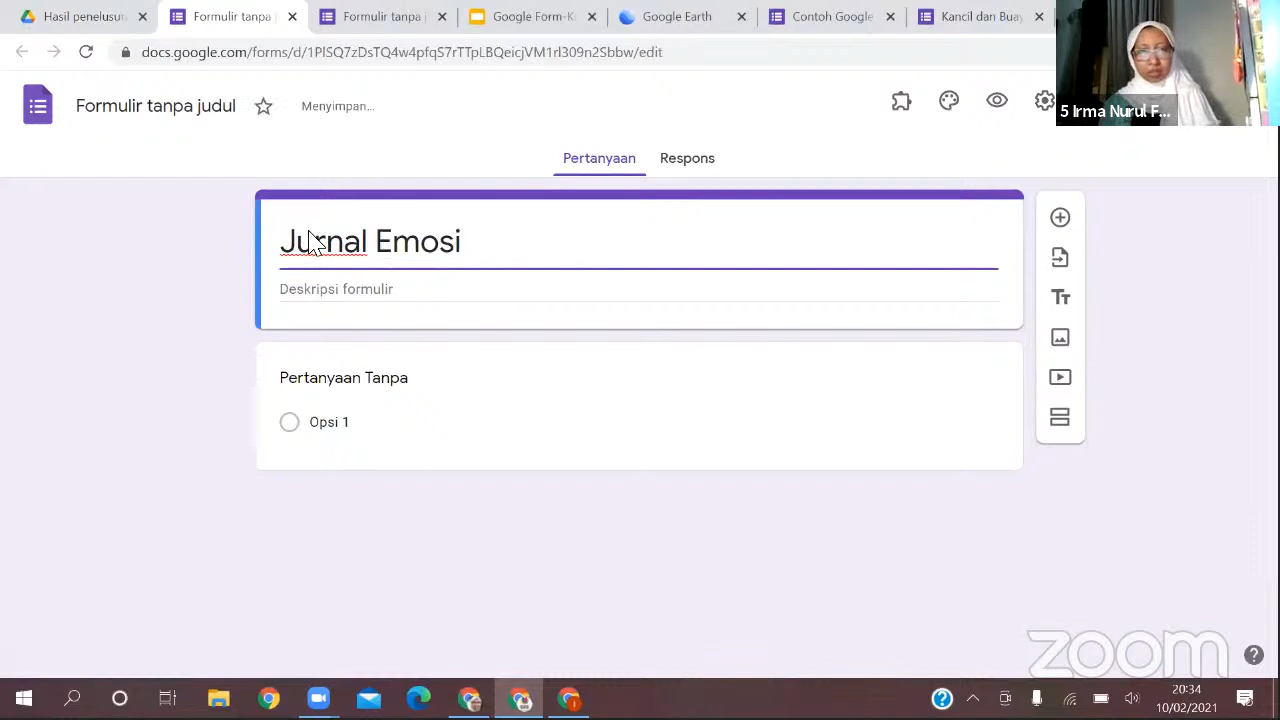 Hasil penelusu
Formulir tanpa
Formulir tanpa
Google Form-K
Google Earth
Contoh Google
Kancil dan Buay
docs.google.com/forms/d/1PlSQ7zDsTQ4w4pfqS7rTTpLBQeicjVM1rl309n2Sbbw/edit
Formulir tanpa judul
Menyimpan...
5 Irma Nurul F...
Pertanyaan
Respons
Jurnal Emosi
Deskripsi formulir
Pertanyaan Tanpa
Opsi 1
zoom
20:34
10/02/2021